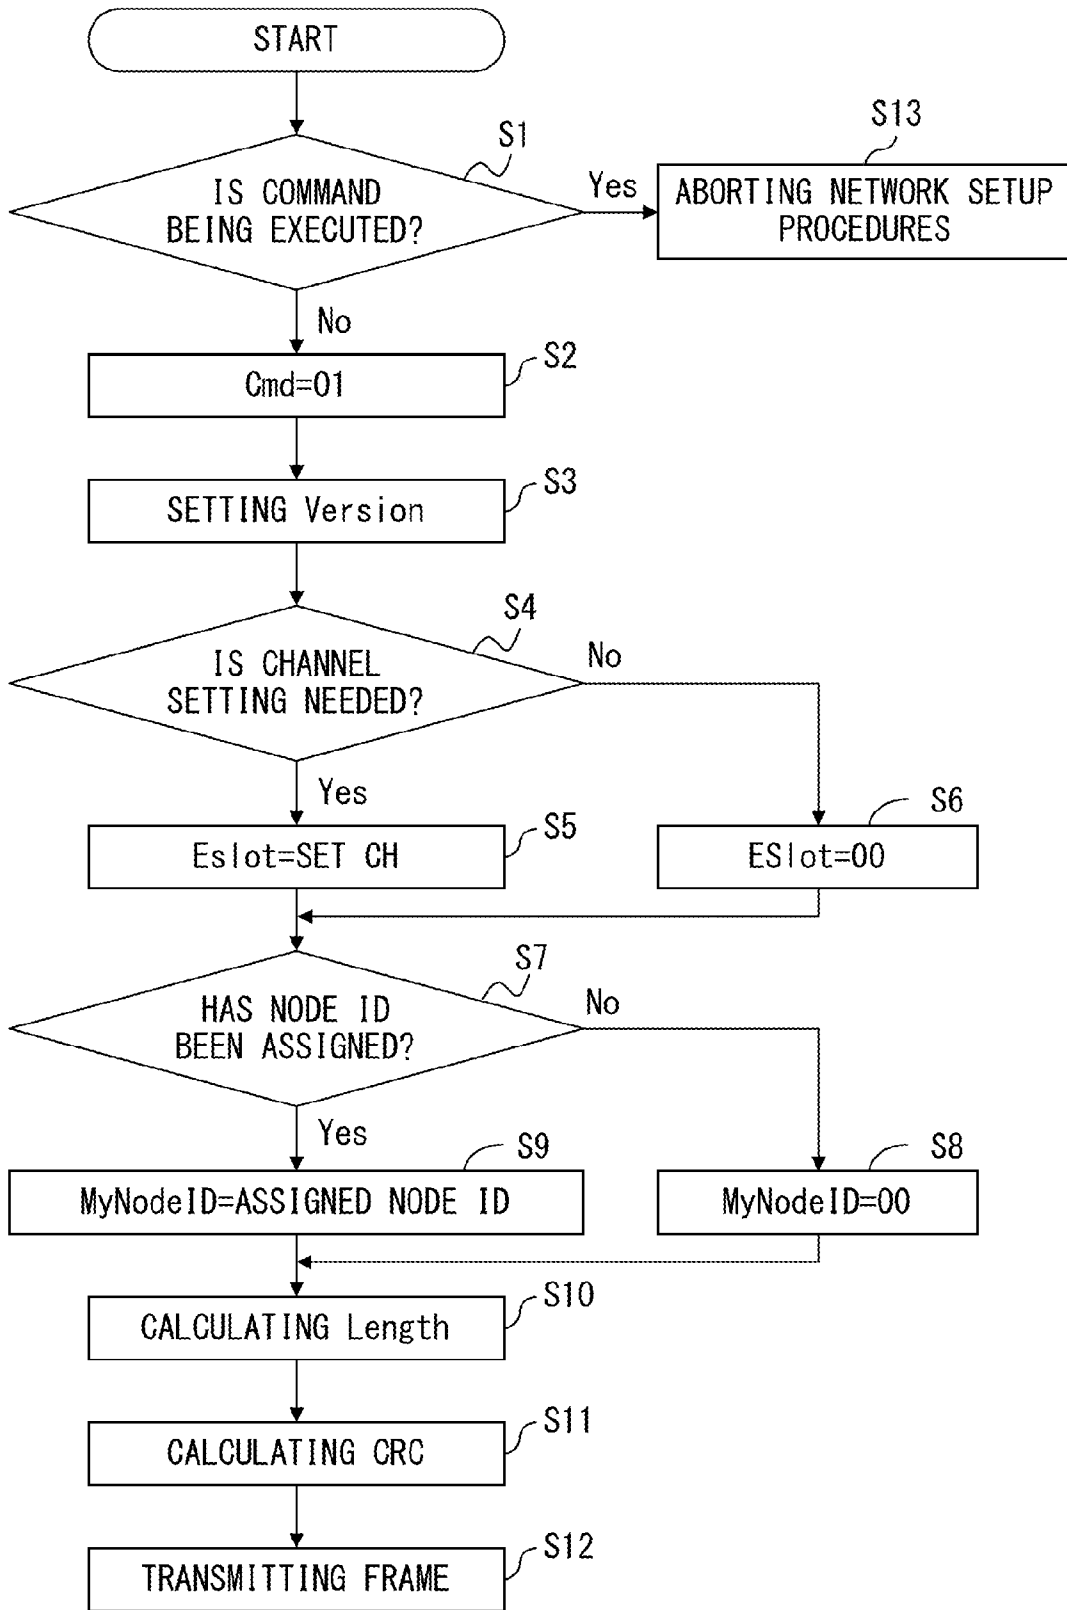 START
S1
IS COMMAND
BEING EXECUTED?
Yes
S13
ABORTING NETWORK SETUP
PROCEDURES
No
S2
Cmd=01
S3
SETTING Version
S4
IS CHANNEL
SETTING NEEDED?
No
Yes
S5
Eslot=SET CH
S6
ESlot=00
S7
HAS NODE ID
BEEN ASSIGNED?
No
Yes
S9
MyNodeID=ASSIGNED NODE ID
S8
MyNodeID=00
S10
CALCULATING Length
S11
CALCULATING CRC
S12
TRANSMITTING FRAME